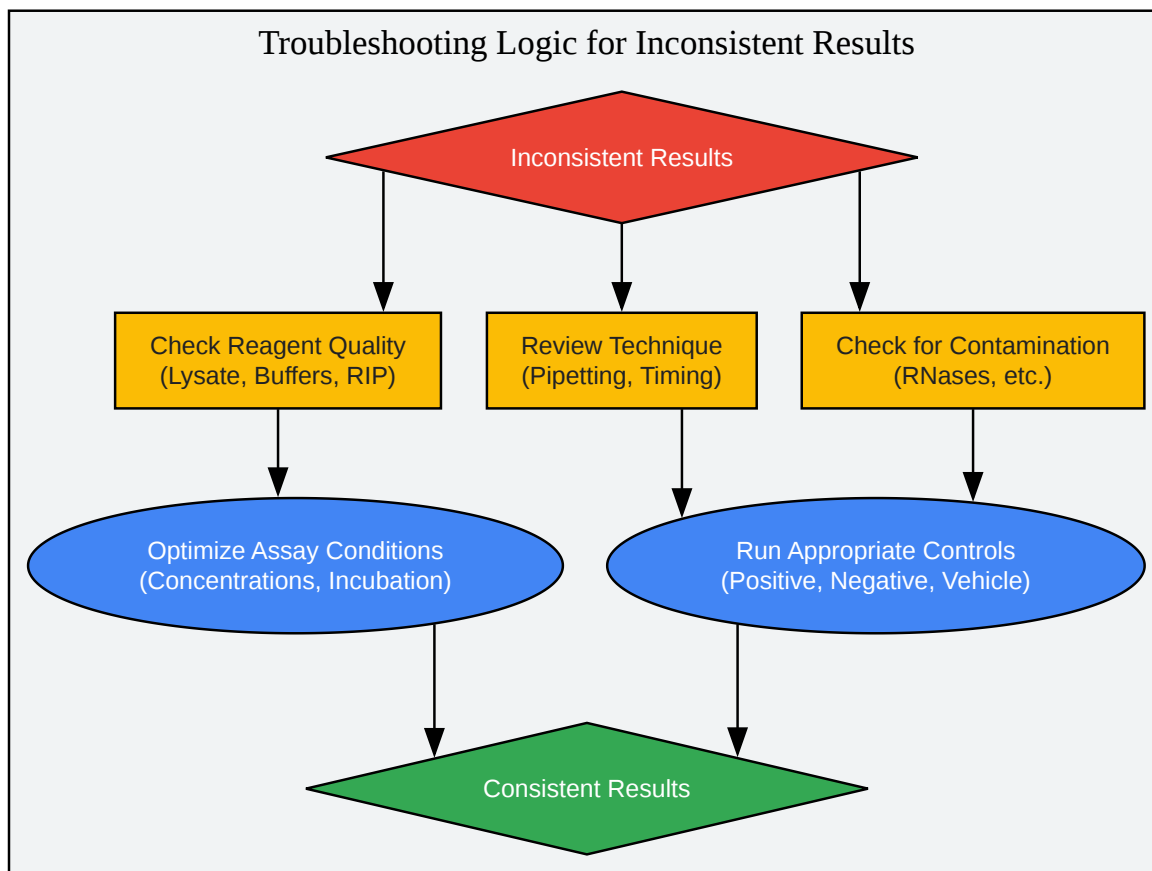 Troubleshooting Logic for Inconsistent Results
Inconsistent Results
Check Reagent Quality
(Lysate, Buffers, RIP)
Review Technique
(Pipetting, Timing)
Check for Contamination
(RNases, etc.)
Optimize Assay Conditions
(Concentrations, Incubation)
Run Appropriate Controls
(Positive, Negative, Vehicle)
Consistent Results